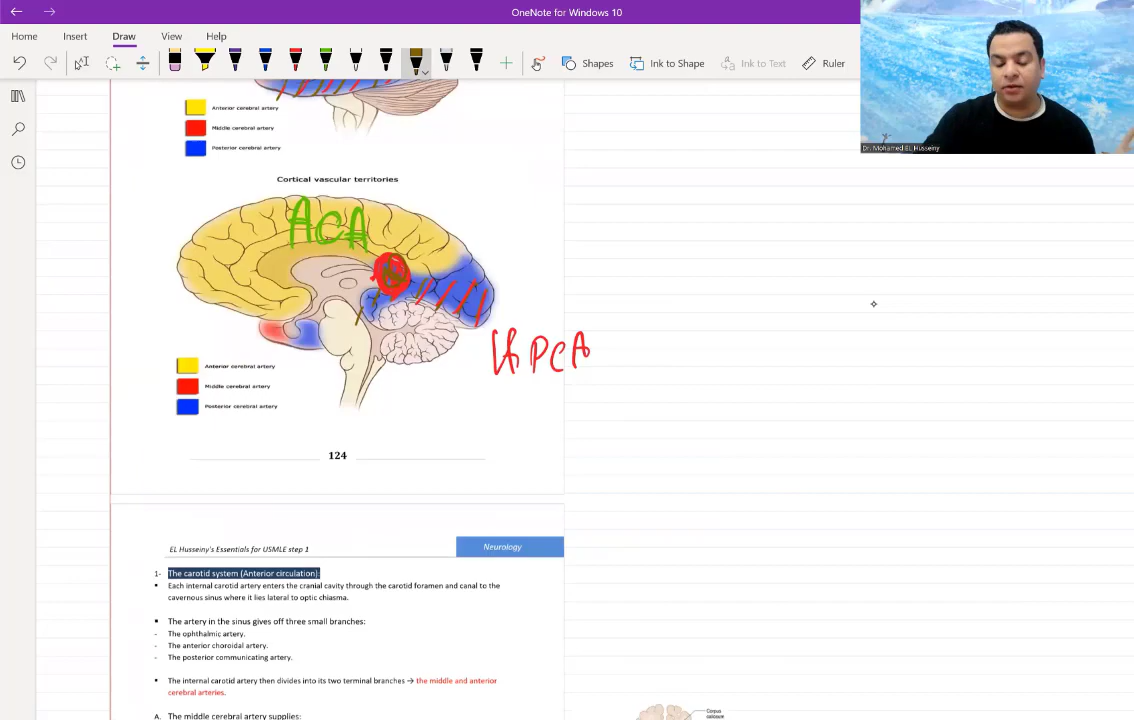 OneNote for Windows 10
Home Insert Draw View Help
Shapes Ink to Shape Ink to Text Ruler
Dr. Mohamed EL Husseiny
Anterior cerebral artery
Middle cerebral artery
Posterior cerebral artery
Cortical vascular territories
ACA
PCA
Anterior cerebral artery
Middle cerebral artery
Posterior cerebral artery
124
EL Husseiny's Essentials for USMLE step 1
Neurology
1- The carotid system (Anterior circulation):
▪ Each internal carotid artery enters the cranial cavity through the carotid foramen and canal to the
cavernous sinus where it lies lateral to optic chiasma.
▪ The artery in the sinus gives off three small branches:
- The ophthalmic artery.
- The anterior choroidal artery.
- The posterior communicating artery.
▪ The internal carotid artery then divides into its two terminal branches → the middle and anterior
cerebral arteries.
A. The middle cerebral artery supplies:
Corpus
callosum